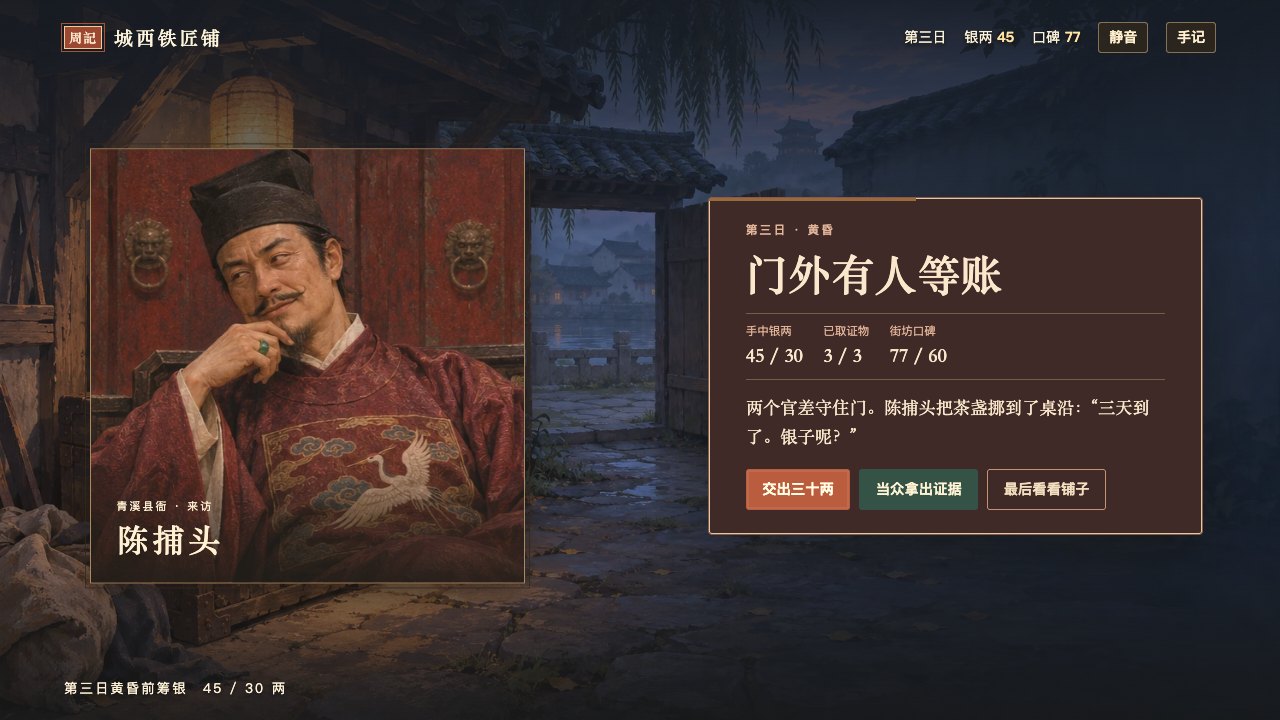 周記
城西铁匠铺
第三日 银两 45 口碑 77 静音 手记
第三日 · 黄昏
门外有人等账
手中银两 已取证物 街坊口碑
45 / 30 3 / 3 77 / 60
两个官差守住门。陈捕头把茶盏挪到了桌沿：“三天到
了。银子呢？”
交出三十两 当众拿出证据 最后看看铺子
青溪县衙 · 来访
陈捕头
第三日黄昏前筹银 45 / 30 两